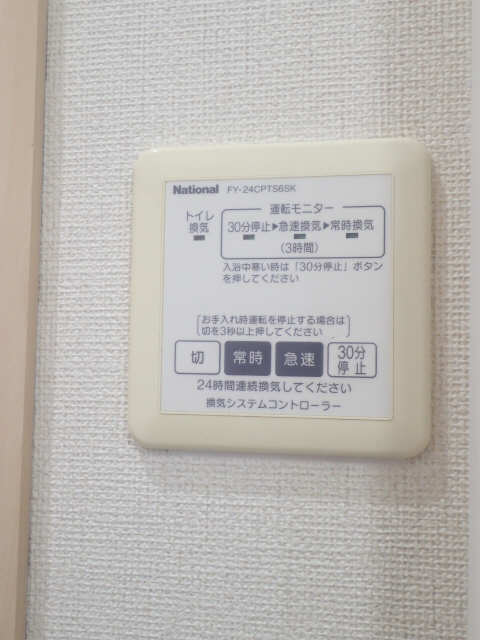 National FY-24CPTS6SK
運転モニター
トイレ
換気
30分停止▶急速換気▶常時換気
(3時間)
入浴中寒い時は「30分停止」ボタン
を押してください
お手入れ時運転を停止する場合は
切を3秒以上押してください
切 常時 急速 30分
停止
24時間連続換気してください
換気システムコントローラー